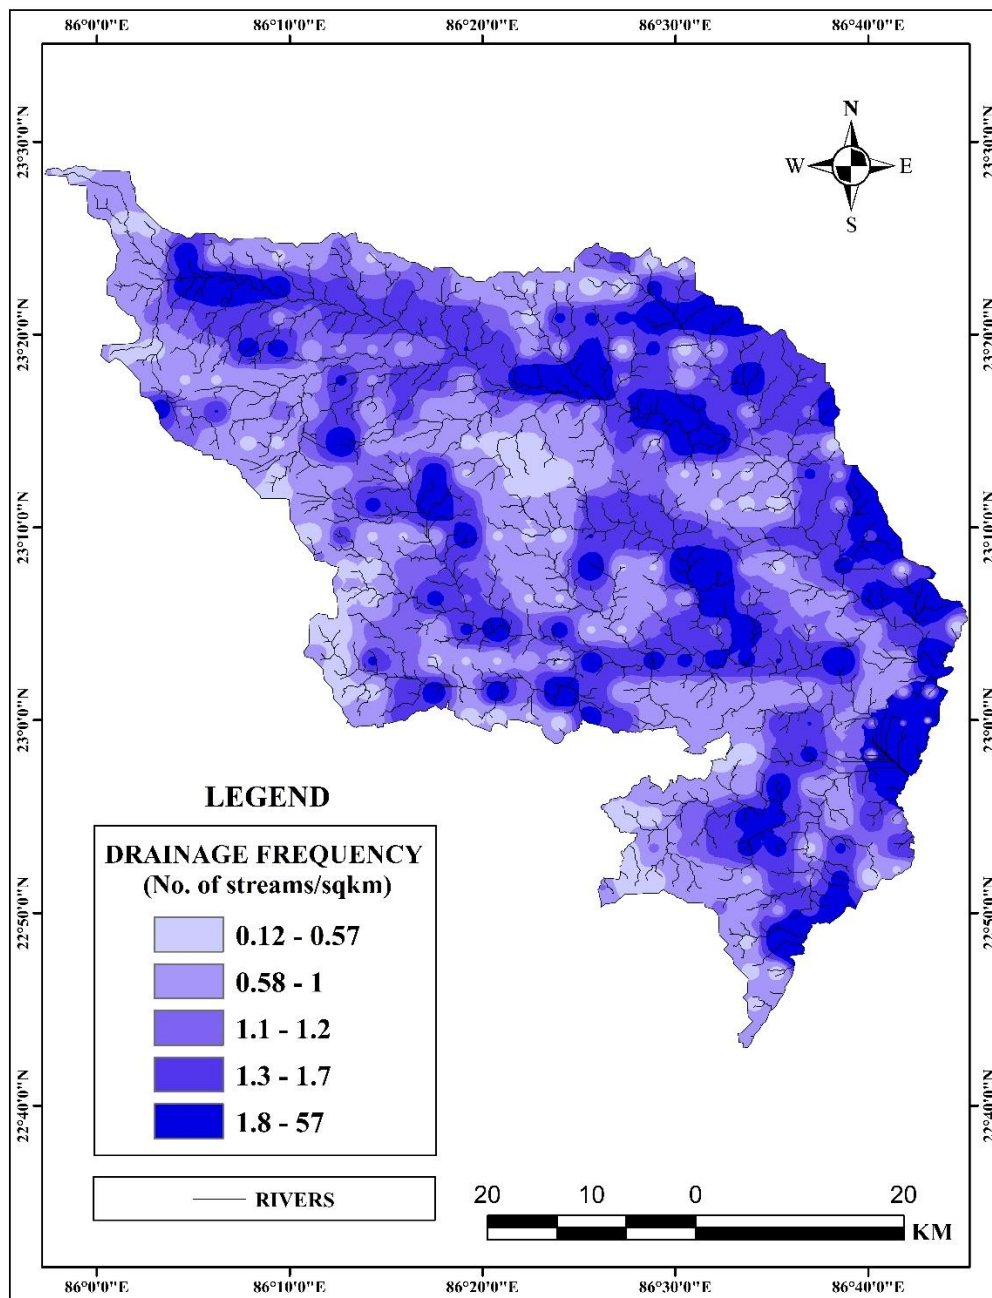 86°0'0"E 86°10'0"E 86°20'0"E 86°30'0"E 86°40'0"E
N
W E
S
23°30'0"N 23°30'0"N
23°20'0"N 23°20'0"N
23°10'0"N 23°10'0"N
23°0'0"N 23°0'0"N
22°50'0"N 22°50'0"N
22°40'0"N 22°40'0"N
LEGEND
DRAINAGE FREQUENCY
(No. of streams/sqkm)
0.12 - 0.57
0.58 - 1
1.1 - 1.2
1.3 - 1.7
1.8 - 57
RIVERS
20 10 0 20
KM
86°0'0"E 86°10'0"E 86°20'0"E 86°30'0"E 86°40'0"E